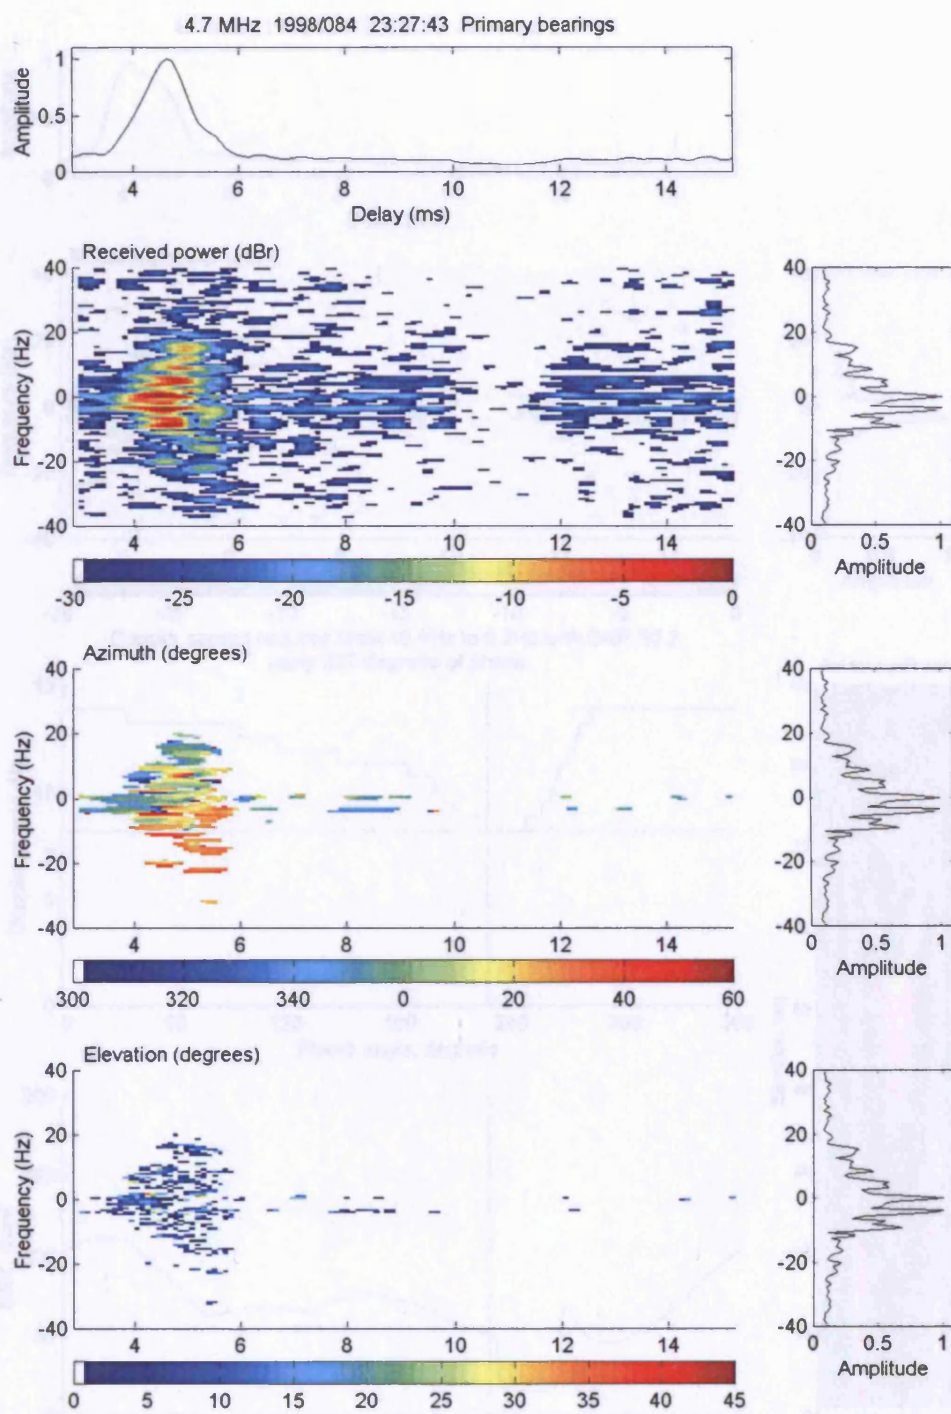 4.7 MHz 1998/084 23:27:43 Primary bearings
Amplitude
1
0.5
0
4 6 8 10 12 14
Delay (ms)
Received power (dBr)
Frequency (Hz)
40
20
0
-20
-40
4 6 8 10 12 14
-30 -25 -20 -15 -10 -5 0
40
20
0
-20
-40
0 0.5 1
Amplitude
Azimuth (degrees)
Frequency (Hz)
40
20
0
-20
-40
4 6 8 10 12 14
300 320 340 0 20 40 60
40
20
0
-20
-40
0 0.5 1
Amplitude
Elevation (degrees)
Frequency (Hz)
40
20
0
-20
-40
4 6 8 10 12 14
0 5 10 15 20 25 30 35 40 45
40
20
0
-20
-40
0 0.5 1
Amplitude